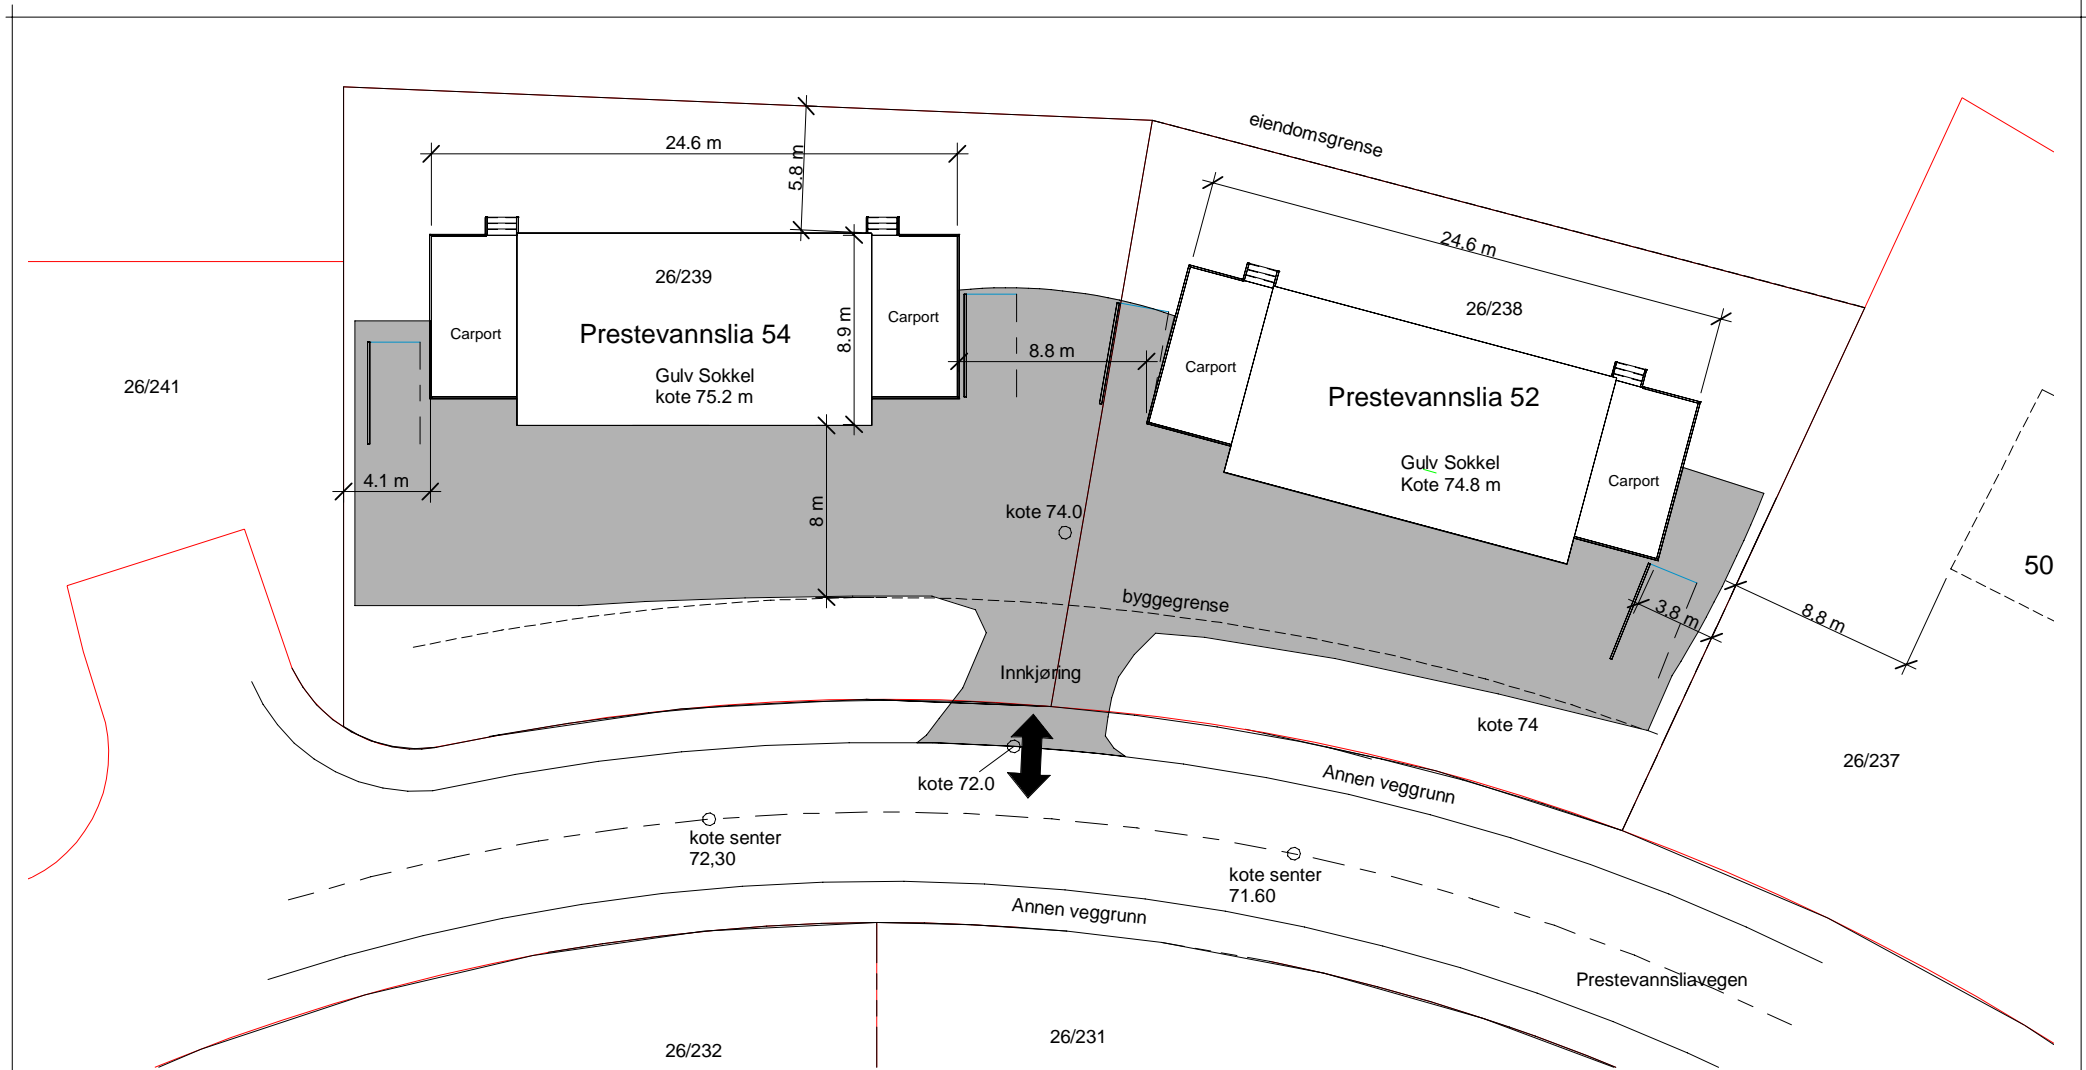 eiendomsgrense
24.6 m
5.8 m
24.6 m
26/239
26/238
Carport
Prestevannslia 54
Carport
8.9 m
8.8 m
Carport
Gulv Sokkel
kote 75.2 m
26/241
Prestevannslia 52
Gulv Sokkel
Kote 74.8 m
Carport
4.1 m
8 m
kote 74.0
50
byggegrense
3.8 m
8.8 m
Innkjøring
kote 74
26/237
kote 72.0
Annen veggrunn
kote senter
72,30
kote senter
71.60
Annen veggrunn
Prestevannsliavegen
26/232
26/231